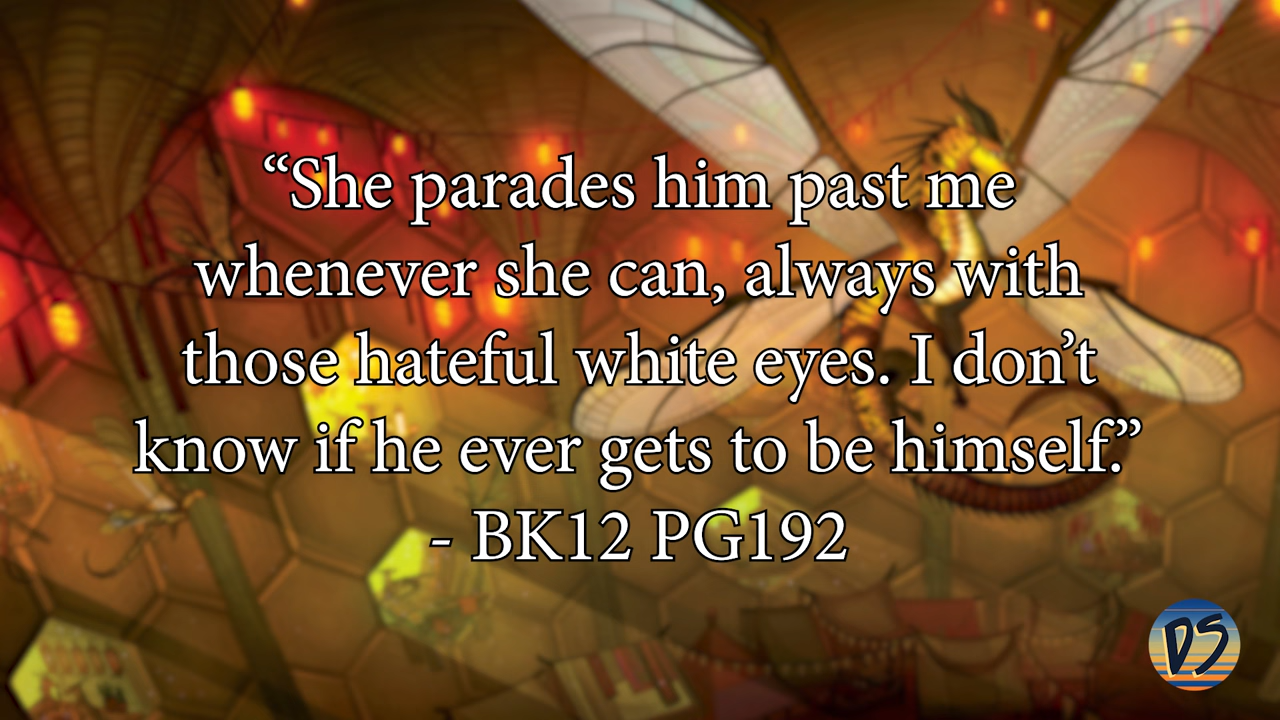 “She parades him past me
whenever she can, always with
those hateful white eyes. I don’t
know if he ever gets to be himself.”
- BK12 PG192
DS